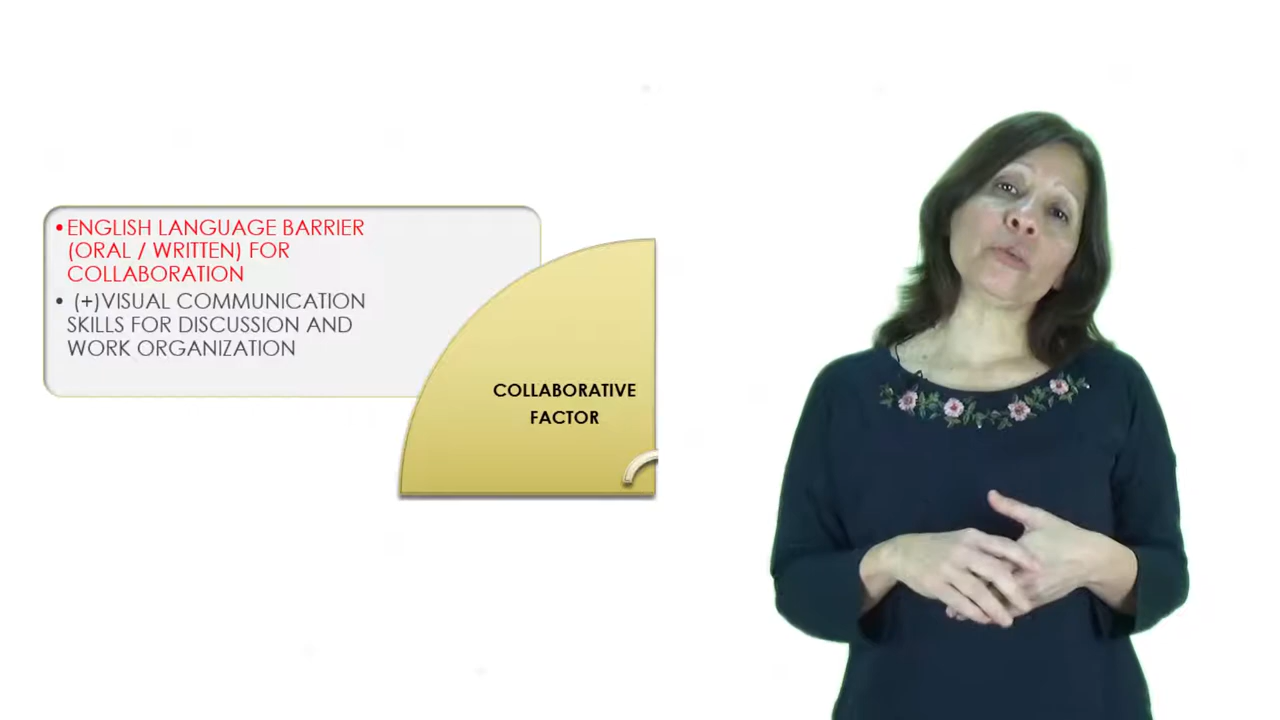 •ENGLISH LANGUAGE BARRIER
(ORAL / WRITTEN) FOR
COLLABORATION
• (+)VISUAL COMMUNICATION
SKILLS FOR DISCUSSION AND
WORK ORGANIZATION
COLLABORATIVE
FACTOR